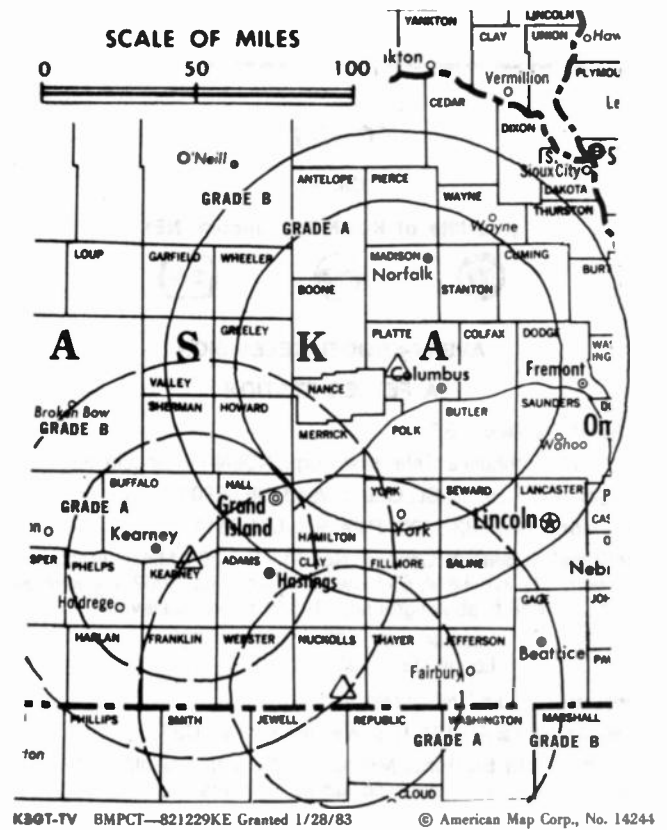 YANKTON
LINCOLN
CLAY
UNION
SCALE OF MILES
0 50 100
Vermillion
CEDAR
DIXON
O'Neill
Sioux City
GRADE B
ANTELOPE PIERCE
DAKOTA
WAYNE
THURSTON
GRADE A
Wayne
LOUP GARFIELD WHEELER
MADISON
CUMING
Norfalk
BOONE
STANTON
GREELEY
PLATTE COLFAX DODGE
A S K A
Columbus
Fremont
VALLEY
NANCE
Broken Bow
SHERMAN HOWARD
BUTLER SAUNDERS
GRADE B
MERRICK POLK
Wahoo
BUFFALO HALL
YORK SEWARD LANCASTER
GRADE A
Grand
Island
York
Lincoln
Kearney
HAMILTON
PHELPS KEARNEY ADAMS CLAY FILLMORE SALINE
Hastings
Holdrege
GAGE
HARLAN FRANKLIN WEBSTER NUCKOLLS THAYER JEFFERSON
Beatrice
Fairbury
PHILLIPS SMITH JEWELL REPUBLIC WASHINGTON MARSHALL
GRADE A GRADE B
CLOUD
KBGT-TV BMPCT—821229KE Granted 1/28/83 © American Map Corp., No. 14244